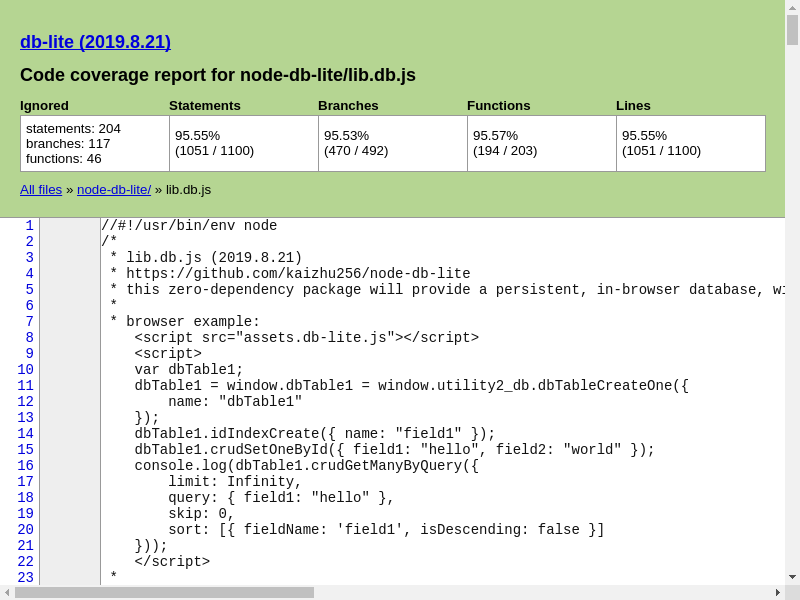 db-lite (2019.8.21)
Code coverage report for node-db-lite/lib.db.js
Ignored Statements Branches Functions Lines
statements: 204
branches: 117
functions: 46
95.55%
(1051 / 1100)
95.53%
(470 / 492)
95.57%
(194 / 203)
95.55%
(1051 / 1100)
All files » node-db-lite/ » lib.db.js
1 //#!/usr/bin/env node
2 /*
3  * lib.db.js (2019.8.21)
4  * https://github.com/kaizhu256/node-db-lite
5  * this zero-dependency package will provide a persistent, in-browser database,
6  *
7  * browser example:
8     <script src="assets.db-lite.js"></script>
9     <script>
10     var dbTable1;
11     dbTable1 = window.dbTable1 = window.utility2_db.dbTableCreateOne({
12         name: "dbTable1"
13     });
14     dbTable1.idIndexCreate({ name: "field1" });
15     dbTable1.crudSetOneById({ field1: "hello", field2: "world" });
16     console.log(dbTable1.crudGetManyByQuery({
17         limit: Infinity,
18         query: { field1: "hello" },
19         skip: 0,
20         sort: [{ fieldName: 'field1', isDescending: false }]
21     }));
22     </script>
23  *